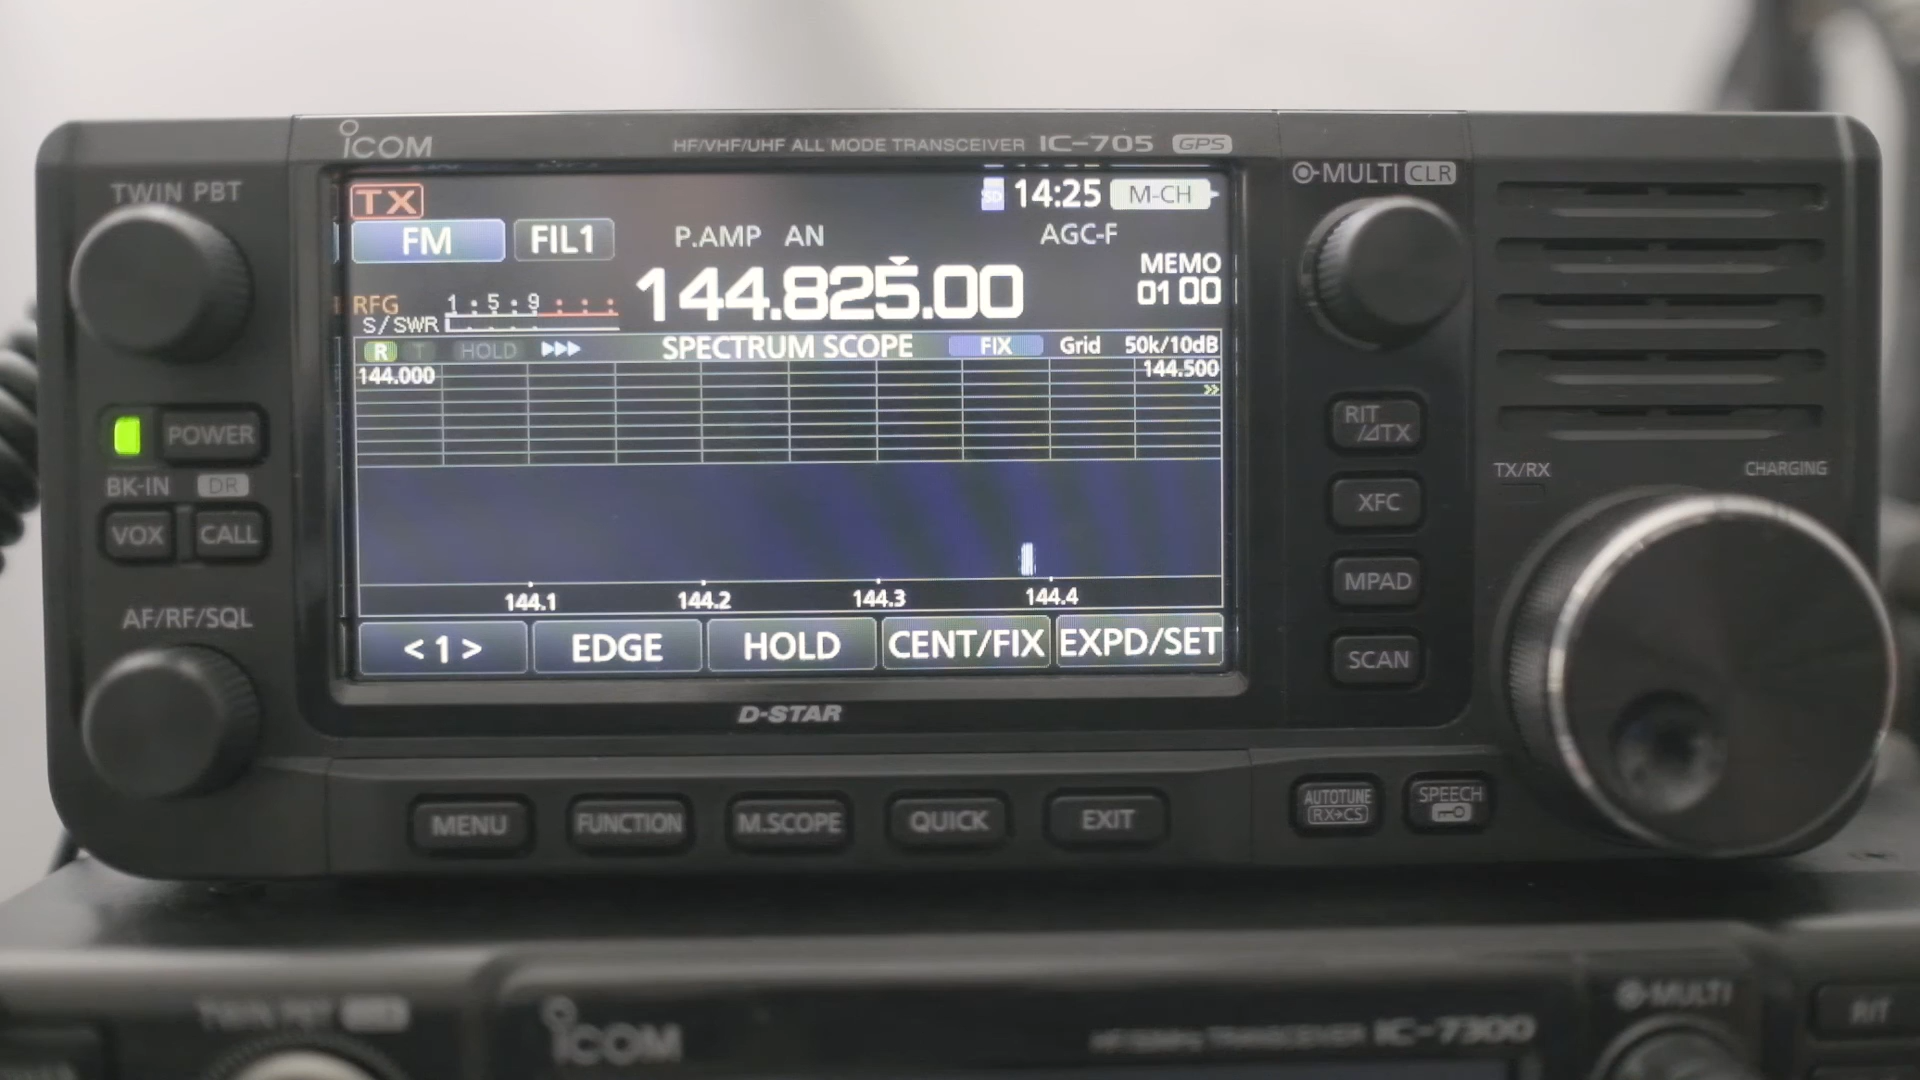 ICOM
HF/VHF/UHF ALL MODE TRANSCEIVER IC-705 GPS
TWIN PBT
MULTI CLR
TX
14:25 M-CH
FM FIL1 P.AMP AN AGC-F
144.825.00
MEMO
01 00
RFG
1 : 5 : 9 : : :
S/SWR
R T HOLD SPECTRUM SCOPE FIX Grid 50k/10dB
144.000 144.500
144.1 144.2 144.3 144.4
<1> EDGE HOLD CENT/FIX EXPD/SET
POWER
BK-IN DR
VOX CALL
AF/RF/SQL
RIT
/⊿TX
XFC
MPAD
SCAN
TX/RX CHARGING
D-STAR
MENU FUNCTION M.SCOPE QUICK EXIT
AUTOTUNE
RX→CS
SPEECH
TWIN PBT
ICOM
TRANSCEIVER IC-7300
MULTI
RIT